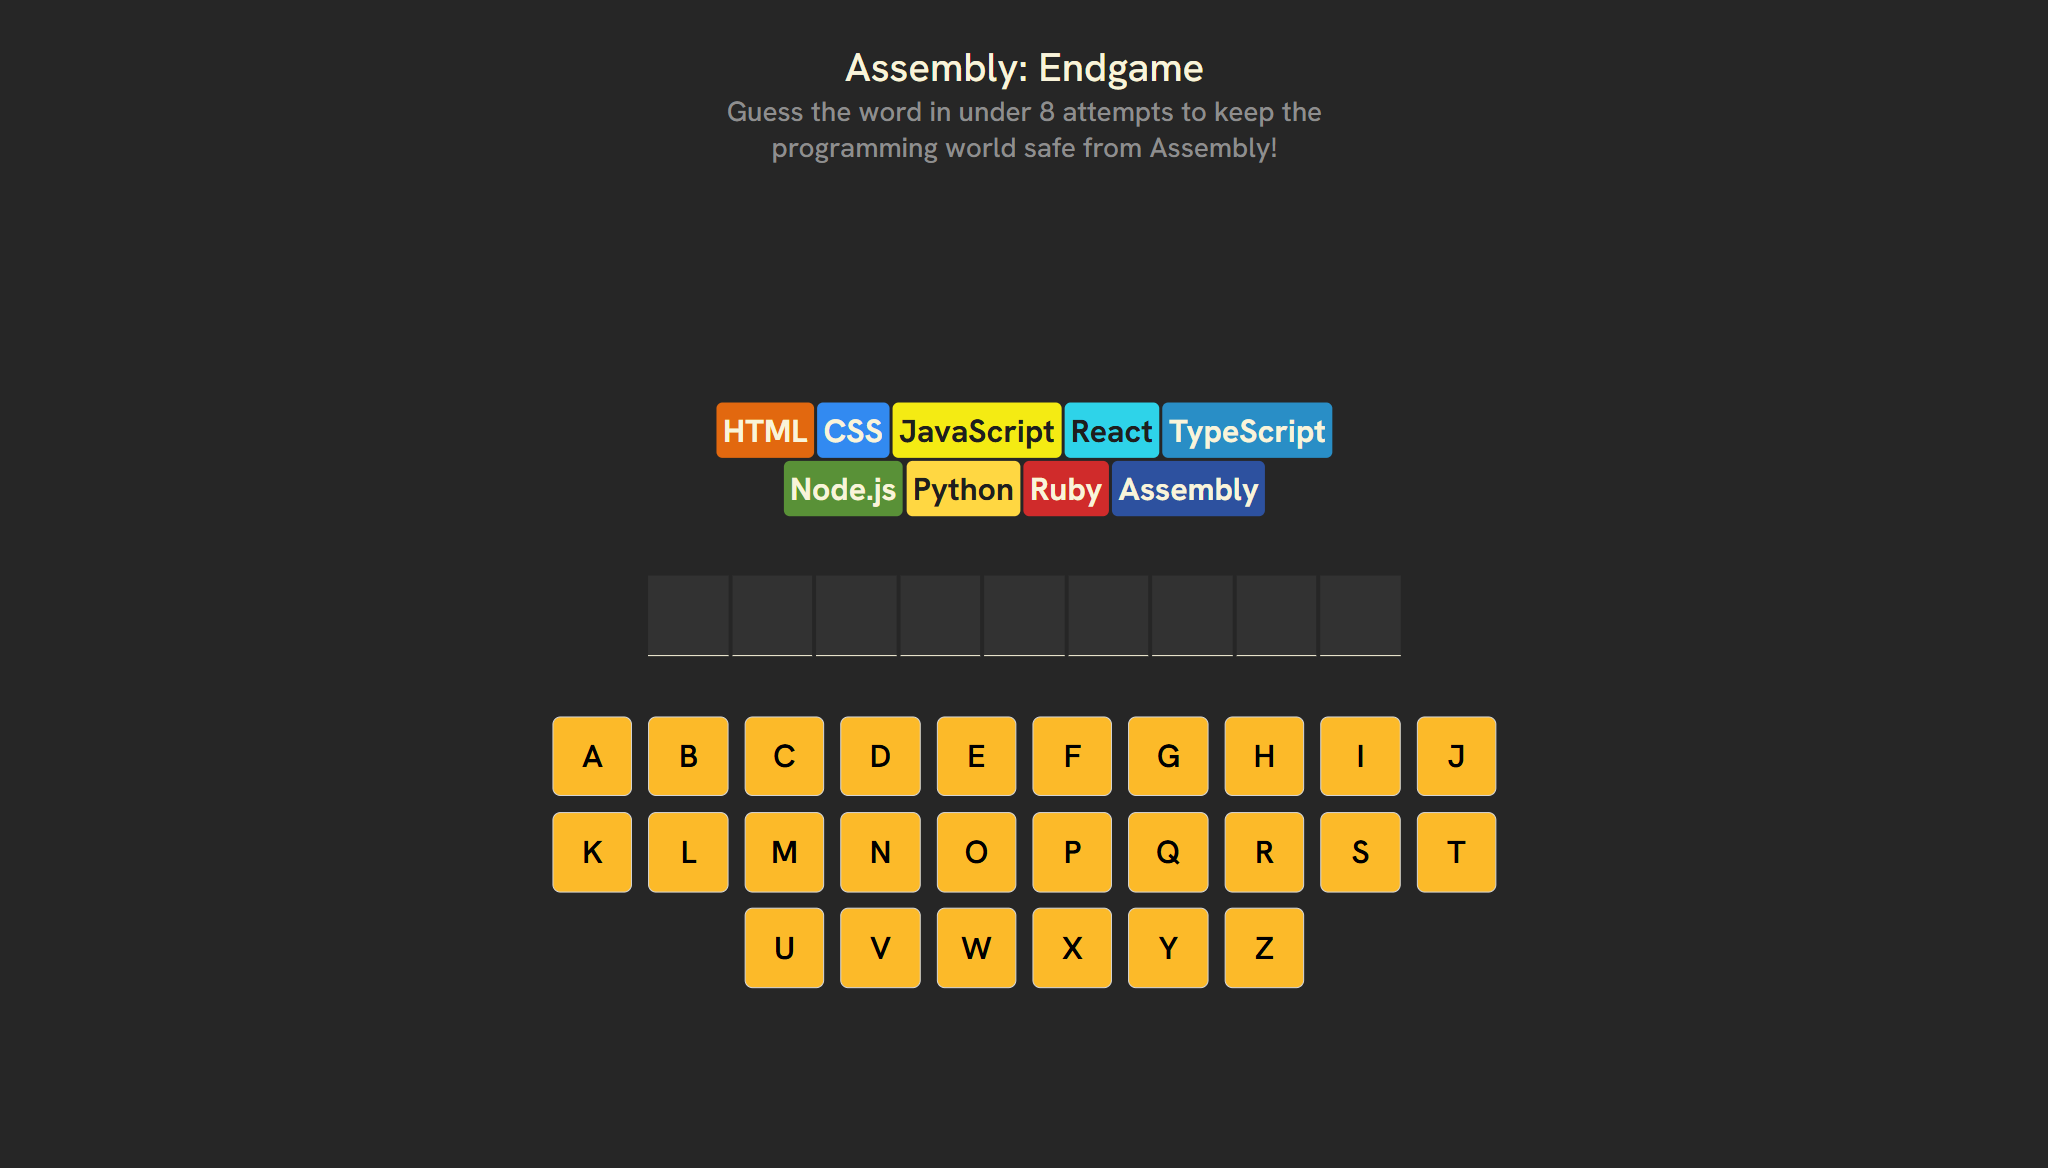 Assembly: Endgame
Guess the word in under 8 attempts to keep the
programming world safe from Assembly!
HTML CSS JavaScript React TypeScript
Node.js Python Ruby Assembly
A B C D E F G H I J
K L M N O P Q R S T
U V W X Y Z